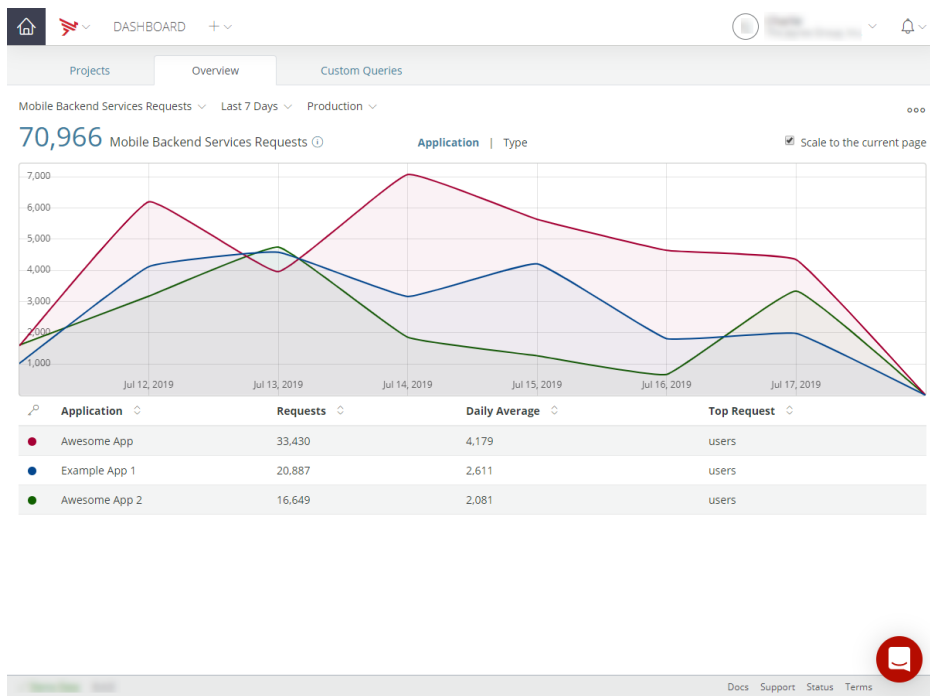 DASHBOARD +
Projects Overview Custom Queries
Mobile Backend Services Requests Last 7 Days Production
70,966 Mobile Backend Services Requests Application | Type Scale to the current page
7,000
6,000
5,000
4,000
3,000
2,000
1,000
Jul 12, 2019 Jul 13, 2019 Jul 14, 2019 Jul 15, 2019 Jul 16, 2019 Jul 17, 2019
Application Requests Daily Average Top Request
Awesome App 33,430 4,179 users
Example App 1 20,887 2,611 users
Awesome App 2 16,649 2,081 users
Docs Support Status Terms